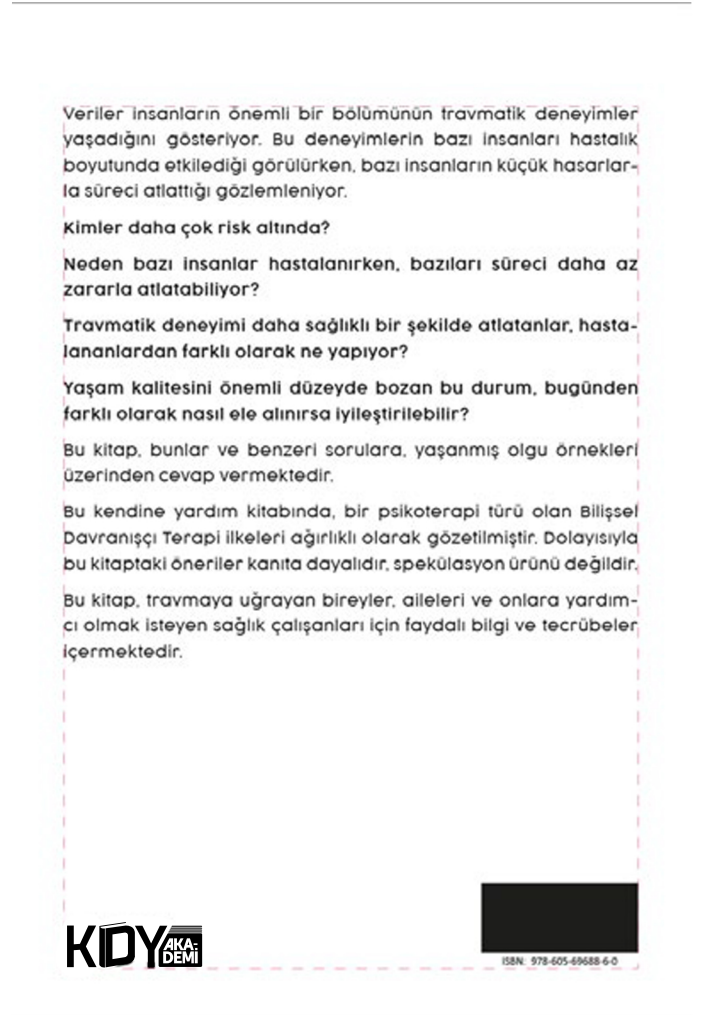 Veriler insanların önemli bir bölümünün travmatik deneyimler
yaşadığını gösteriyor. Bu deneyimlerin bazı insanları hastalık
boyutunda etkilediği görülürken, bazı insanların küçük hasarlar-
la süreci atlattığı gözlemleniyor.
Kimler daha çok risk altında?
Neden bazı insanlar hastalanırken, bazıları süreci daha az
zararla atlatabiliyor?
Travmatik deneyimi daha sağlıklı bir şekilde atlatanlar, hasta-
lananlardan farklı olarak ne yapıyor?
Yaşam kalitesini önemli düzeyde bozan bu durum, bugünden
farklı olarak nasıl ele alınırsa iyileştirilebilir?
Bu kitap, bunlar ve benzeri sorulara, yaşanmış olgu örnekleri
üzerinden cevap vermektedir.
Bu kendine yardım kitabında, bir psikoterapi türü olan Bilişsel
Davranışçı Terapi ilkeleri ağırlıklı olarak gözetilmiştir. Dolayısıyla
bu kitaptaki öneriler kanıta dayalıdır, spekülasyon ürünü değildir.
Bu kitap, travmaya uğrayan bireyler, aileleri ve onlara yardım-
cı olmak isteyen sağlık çalışanları için faydalı bilgi ve tecrübeler
içermektedir.
KDY AKA-
DEMİ
ISBN: 978-605-69688-6-0